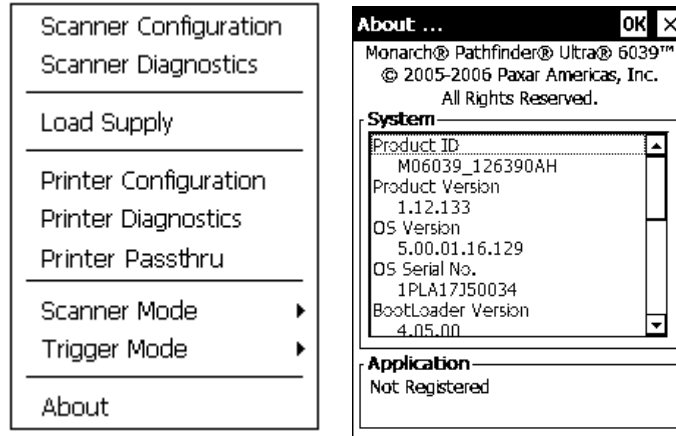 Scanner Configuration
Scanner Diagnostics
Load Supply
Printer Configuration
Printer Diagnostics
Printer Passthru
Scanner Mode
Trigger Mode
About
About ...
OK
Monarch® Pathfinder® Ultra® 6039™
© 2005-2006 Paxar Americas, Inc.
All Rights Reserved.
System
Product ID
M06039_126390AH
Product Version
1.12.133
OS Version
5.00.01.16.129
OS Serial No.
1PLA17J50034
BootLoader Version
4.05.00
Application
Not Registered